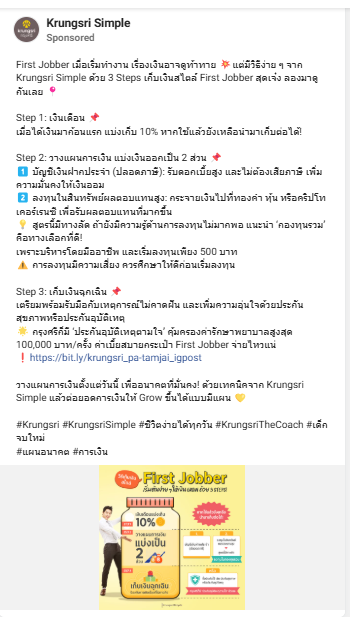 Krungsri Simple
Sponsored
First Jobber เมื่อเริ่มทำงาน เรื่องเงินอาจดูท้าทาย 💥 แต่มีวิธีง่าย ๆ จาก
Krungsri Simple ด้วย 3 Steps เก็บเงินสไตล์ First Jobber สุดเจ๋ง ลองมาดู
กันเลย 📍
Step 1: เงินเดือน 📌
เมื่อได้เงินมาก้อนแรก แบ่งเก็บ 10% หากใช้แล้วยังเหลือนำมาเก็บต่อได้!
Step 2: วางแผนการเงิน แบ่งเงินออกเป็น 2 ส่วน 📌
1️⃣ บัญชีเงินฝากประจำ (ปลอดภาษี): รับดอกเบี้ยสูง และไม่ต้องเสียภาษี เพิ่ม
ความมั่นคงให้เงินออม
2️⃣ ลงทุนในสินทรัพย์ผลตอบแทนสูง: กระจายเงินไปที่ทองคำ หุ้น หรือคริปโท
เคอร์เรนซี เพื่อรับผลตอบแทนที่มากขึ้น
💡 สูตรนี้มีทางลัด ถ้ายังมีความรู้ด้านการลงทุนไม่มากพอ แนะนำ 'กองทุนรวม'
คือทางเลือกที่ดี!
เพราะบริหารโดยมืออาชีพ และเริ่มลงทุนเพียง 500 บาท
⚠️ การลงทุนมีความเสี่ยง ควรศึกษาให้ดีก่อนเริ่มลงทุน
Step 3: เก็บเงินฉุกเฉิน 📌
เตรียมพร้อมรับมือกับเหตุการณ์ไม่คาดฝัน และเพิ่มความอุ่นใจด้วยประกัน
สุขภาพหรือประกันอุบัติเหตุ
🌟 กรุงศรีก็มี 'ประกันอุบัติเหตุตามใจ' คุ้มครองค่ารักษาพยาบาลสูงสุด
100,000 บาท/ครั้ง ค่าเบี้ยสบายกระเป๋า First Jobber จ่ายไหวแน่
❗ https://bit.ly/krungsri_pa-tamjai_igpost
วางแผนการเงินตั้งแต่วันนี้ เพื่ออนาคตที่มั่นคง! ด้วยเทคนิคจาก Krungsri
Simple แล้วต่อยอดการเงินให้ Grow ขึ้นได้แบบมีแผน 💛
#Krungsri #KrungsriSimple #ชีวิตง่ายได้ทุกวัน #KrungsriTheCoach #เด็ก
จบใหม่
#แผนอนาคต #การเงิน
First Jobber
เริ่มต้นแบ่งเก็บ
10%
วางแผนการเงิน
แบ่งเป็น
2
เก็บเงินฉุกเฉิน